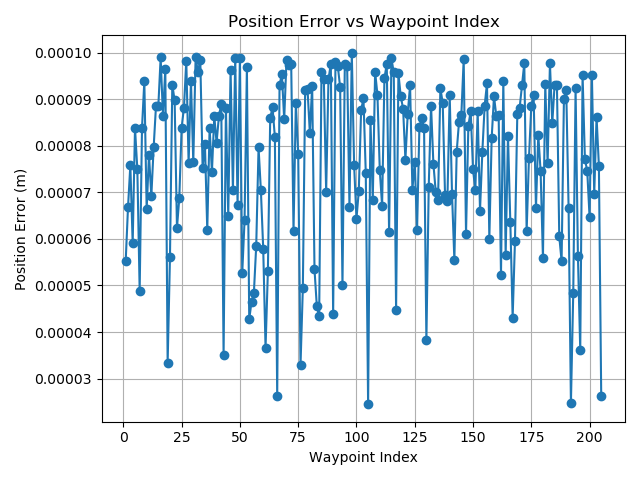 Position Error vs Waypoint Index
Position Error (m)
0.00010
0.00009
0.00008
0.00007
0.00006
0.00005
0.00004
0.00003
0 25 50 75 100 125 150 175 200
Waypoint Index